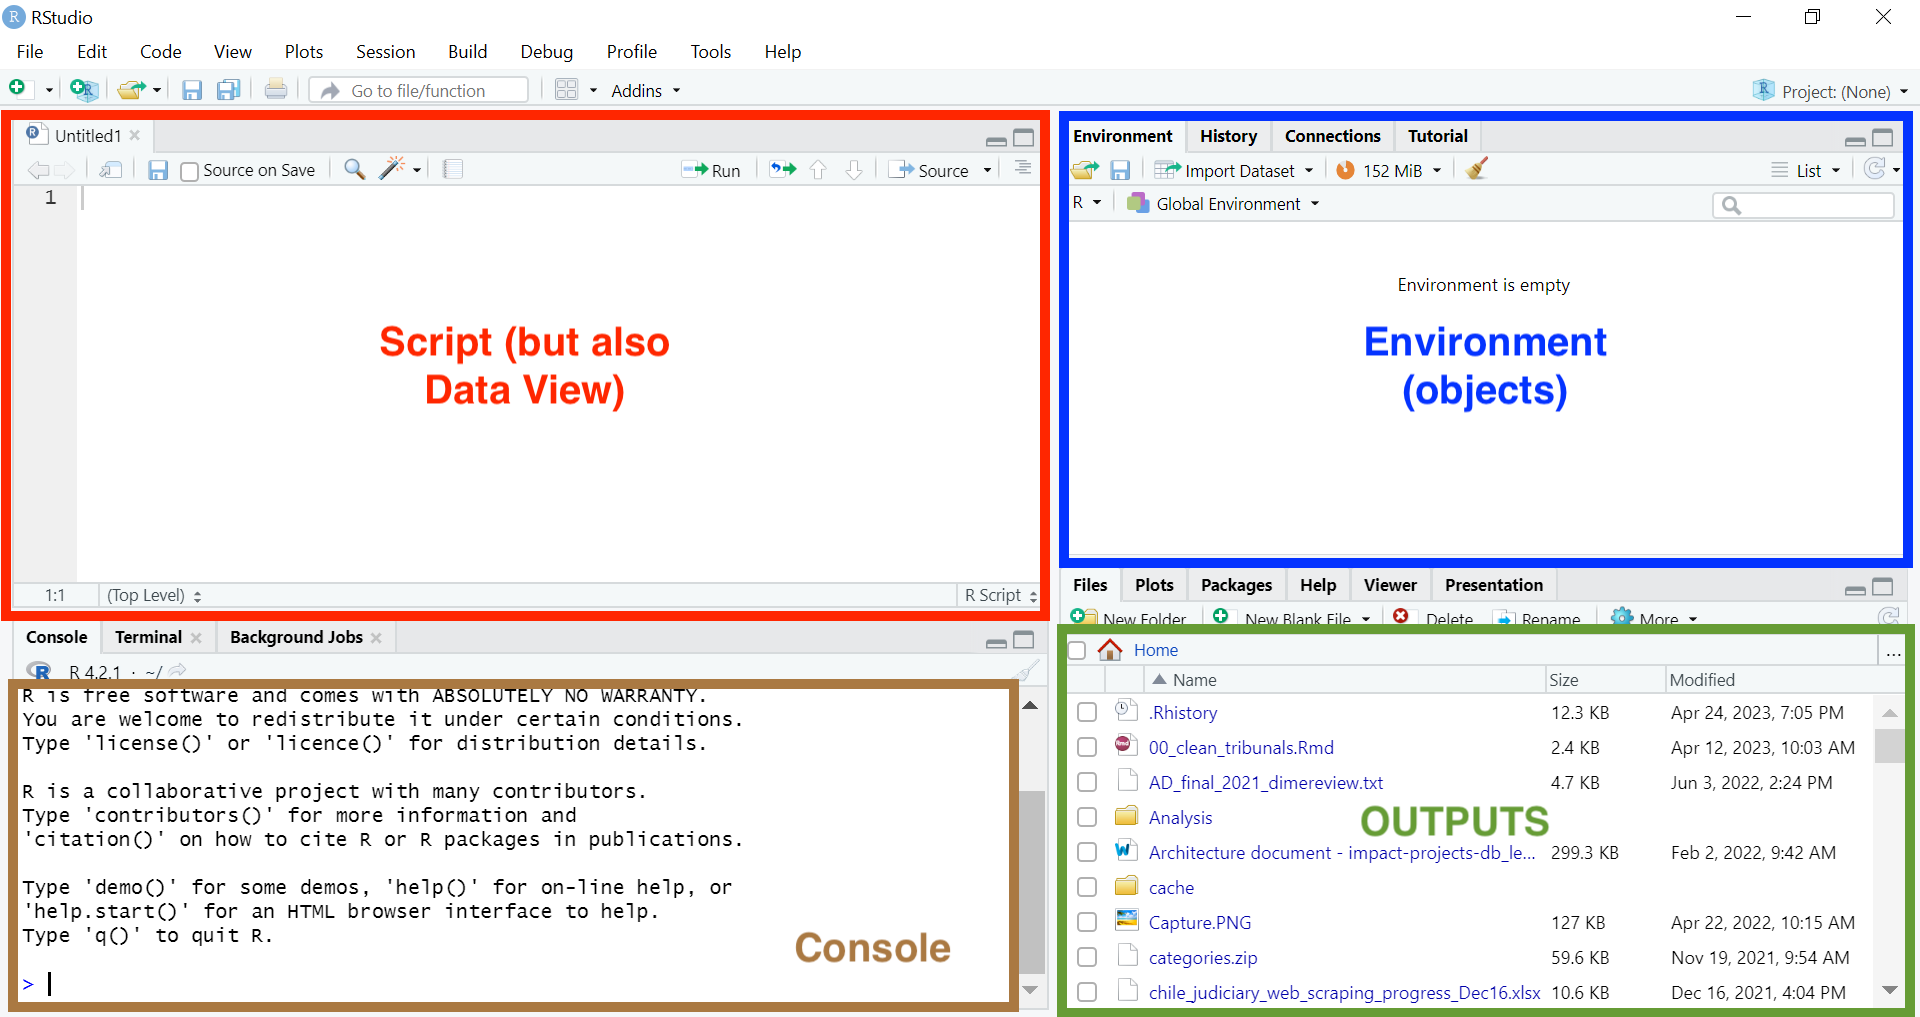 RStudio
File Edit Code View Plots Session Build Debug Profile Tools Help
Go to file/function Addins Project: (None)
Untitled1
Source on Save Run Source
1
Script (but also
Data View)
1:1 (Top Level) R Script
Environment History Connections Tutorial
Import Dataset 152 MiB List
R Global Environment
Environment is empty
Environment
(objects)
Console Terminal Background Jobs
R 4.2.1 · ~/
R is free software and comes with ABSOLUTELY NO WARRANTY.
You are welcome to redistribute it under certain conditions.
Type 'license()' or 'licence()' for distribution details.
R is a collaborative project with many contributors.
Type 'contributors()' for more information and
'citation()' on how to cite R or R packages in publications.
Type 'demo()' for some demos, 'help()' for on-line help, or
'help.start()' for an HTML browser interface to help.
Type 'q()' to quit R.
>
Console
Files Plots Packages Help Viewer Presentation
New Folder New Blank File Delete Rename More
Home ...
Name Size Modified
.Rhistory 12.3 KB Apr 24, 2023, 7:05 PM
00_clean_tribunals.Rmd 2.4 KB Apr 12, 2023, 10:03 AM
AD_final_2021_dimereview.txt 4.7 KB Jun 3, 2022, 2:24 PM
Analysis
OUTPUTS
Architecture document - impact-projects-db_le... 299.3 KB Feb 2, 2022, 9:42 AM
cache
Capture.PNG 127 KB Apr 22, 2022, 10:15 AM
categories.zip 59.6 KB Nov 19, 2021, 9:54 AM
chile_judiciary_web_scraping_progress_Dec16.xlsx 10.6 KB Dec 16, 2021, 4:04 PM